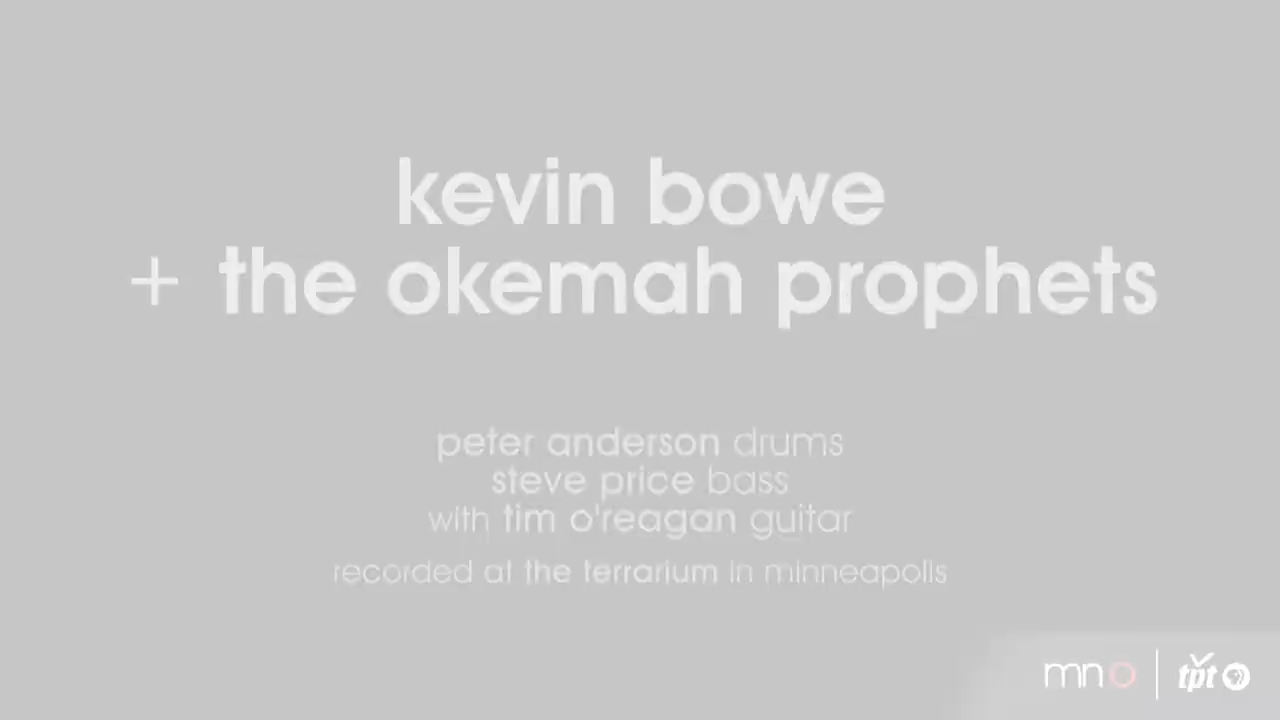 kevin bowe
+ the okemah prophets
peter anderson drums
steve price bass
with tim o'reagan guitar
recorded at the terrarium in minneapolis
mno | tpt